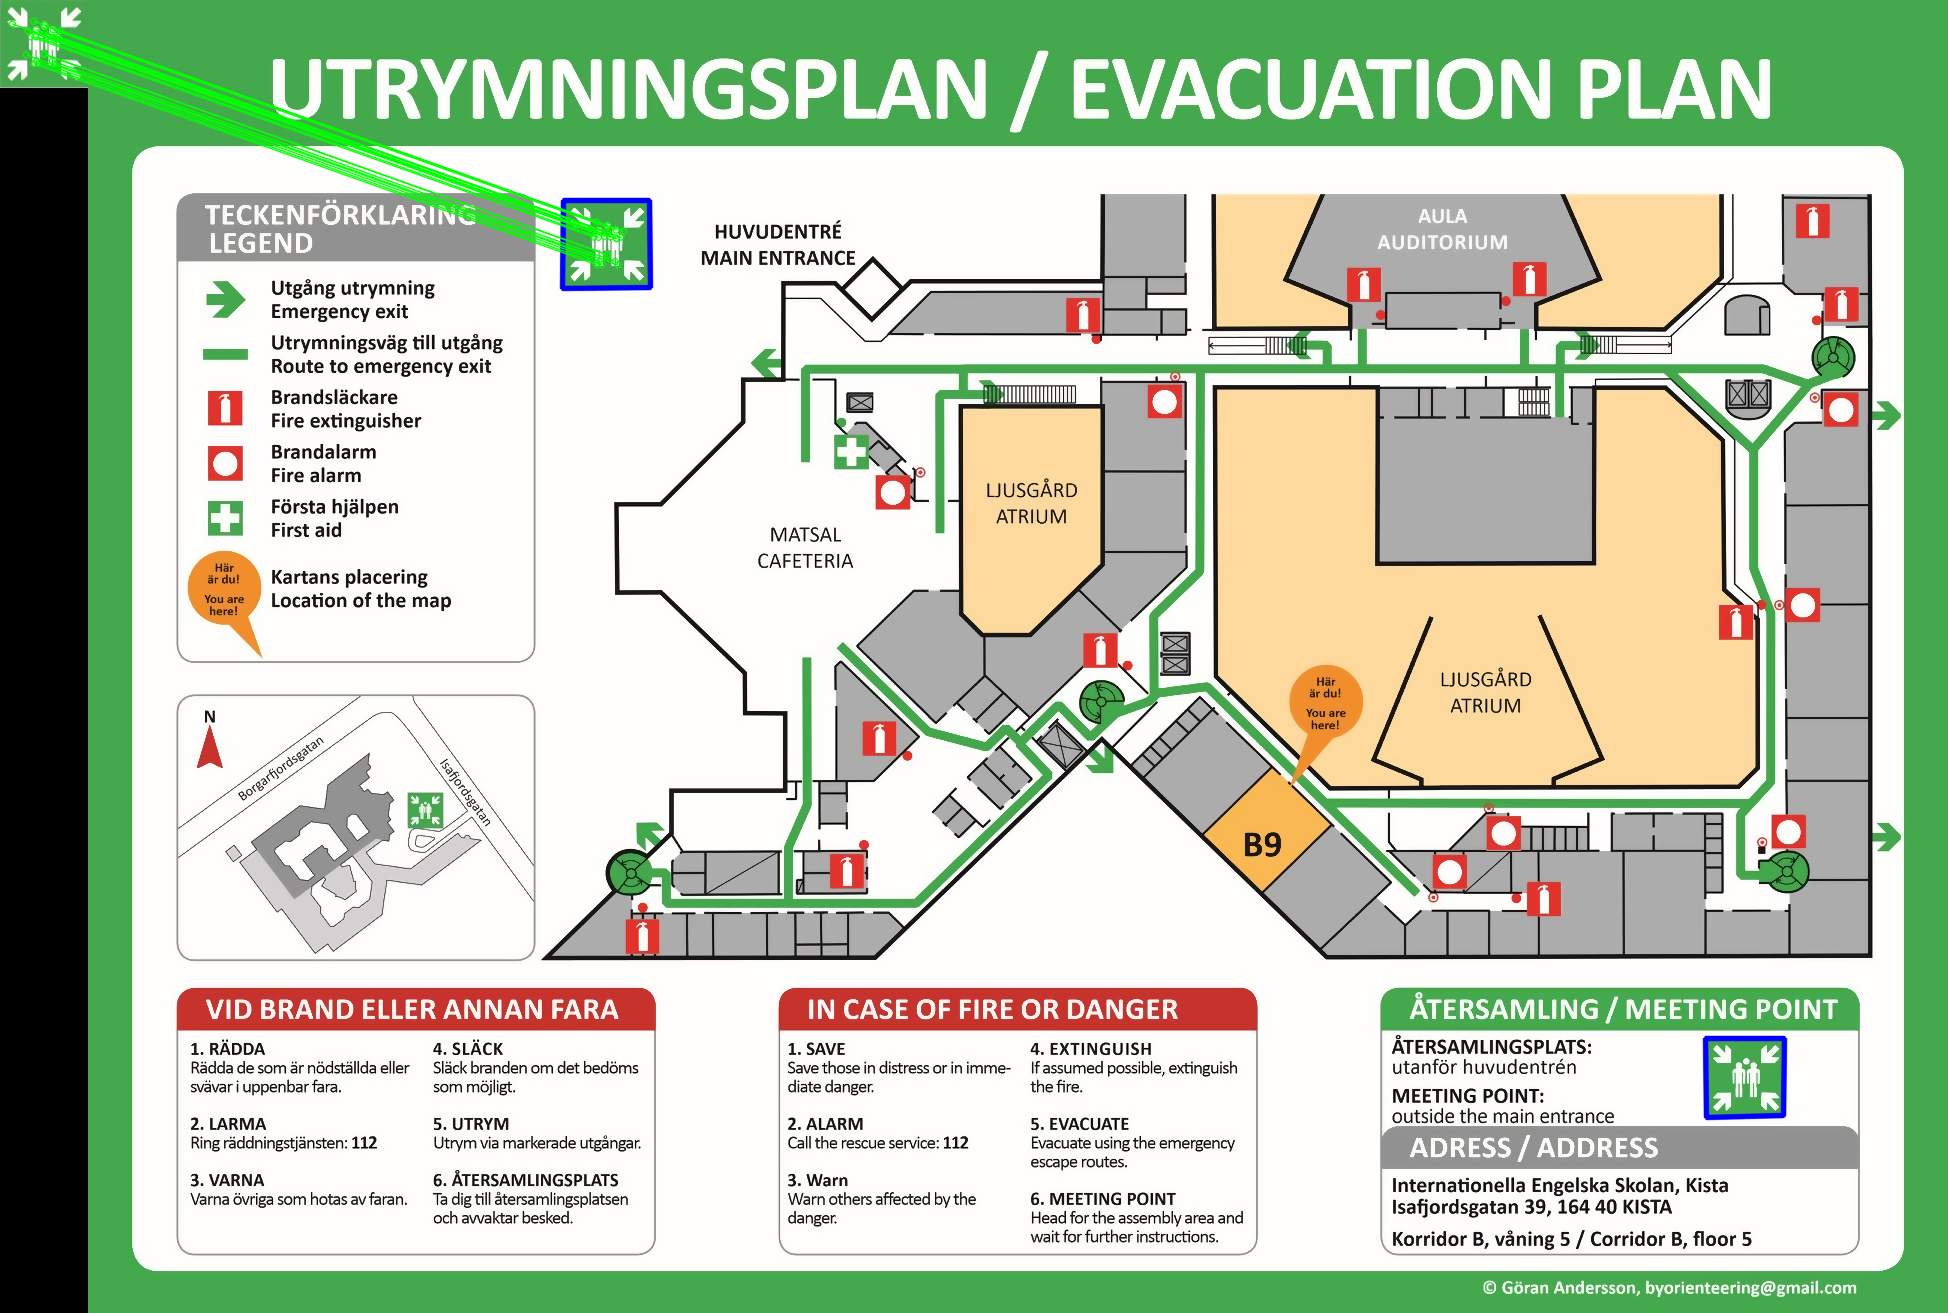 UTRYMNINGSPLAN / EVACUATION PLAN
TECKENFÖRKLARING
LEGEND
Utgång utrymning
Emergency exit
Utrymningsväg till utgång
Route to emergency exit
Brandsläckare
Fire extinguisher
Brandalarm
Fire alarm
Första hjälpen
First aid
Här
är du!
You are
here!
Kartans placering
Location of the map
N
Borgarfjordsgatan
Isafjordsgatan
HUVUDENTRÉ
MAIN ENTRANCE
AULA
AUDITORIUM
LJUSGÅRD
ATRIUM
MATSAL
CAFETERIA
Här
är du!
You are
here!
LJUSGÅRD
ATRIUM
B9
VID BRAND ELLER ANNAN FARA
1. RÄDDA
Rädda de som är nödställda eller
svävar i uppenbar fara.
2. LARMA
Ring räddningstjänsten: 112
3. VARNA
Varna övriga som hotas av faran.
4. SLÄCK
Släck branden om det bedöms
som möjligt.
5. UTRYM
Utrym via markerade utgångar.
6. ÅTERSAMLINGSPLATS
Ta dig till återsamlingsplatsen
och avvaktar besked.
IN CASE OF FIRE OR DANGER
1. SAVE
Save those in distress or in imme-
diate danger.
2. ALARM
Call the rescue service: 112
3. Warn
Warn others affected by the
danger.
4. EXTINGUISH
If assumed possible, extinguish
the fire.
5. EVACUATE
Evacuate using the emergency
escape routes.
6. MEETING POINT
Head for the assembly area and
wait for further instructions.
ÅTERSAMLING / MEETING POINT
ÅTERSAMLINGSPLATS:
utanför huvudentrén
MEETING POINT:
outside the main entrance
ADRESS / ADDRESS
Internationella Engelska Skolan, Kista
Isafjordsgatan 39, 164 40 KISTA
Korridor B, våning 5 / Corridor B, floor 5
© Göran Andersson, byorienteering@gmail.com